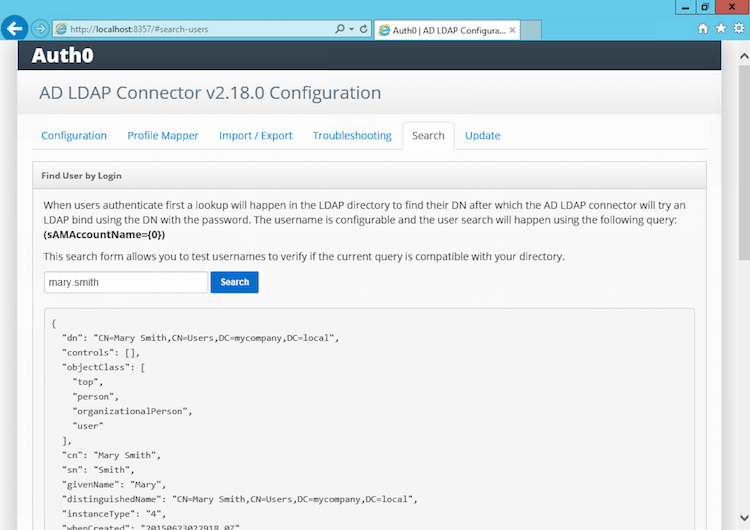 http://localhost:8357/#search-users
Auth0 | AD LDAP Configura...
Auth0
AD LDAP Connector v2.18.0 Configuration
Configuration Profile Mapper Import / Export Troubleshooting Search Update
Find User by Login
When users authenticate first a lookup will happen in the LDAP directory to find their DN after which the AD LDAP connector will try an
LDAP bind using the DN with the password. The username is configurable and the user search will happen using the following query:
(sAMAccountName={0})
This search form allows you to test usernames to verify if the current query is compatible with your directory.
mary.smith Search
{
"dn": "CN=Mary Smith,CN=Users,DC=mycompany,DC=local",
"controls": [],
"objectClass": [
"top",
"person",
"organizationalPerson",
"user"
],
"cn": "Mary Smith",
"sn": "Smith",
"givenName": "Mary",
"distinguishedName": "CN=Mary Smith,CN=Users,DC=mycompany,DC=local",
"instanceType": "4",
"whenCreated": "20150623022918.0Z"